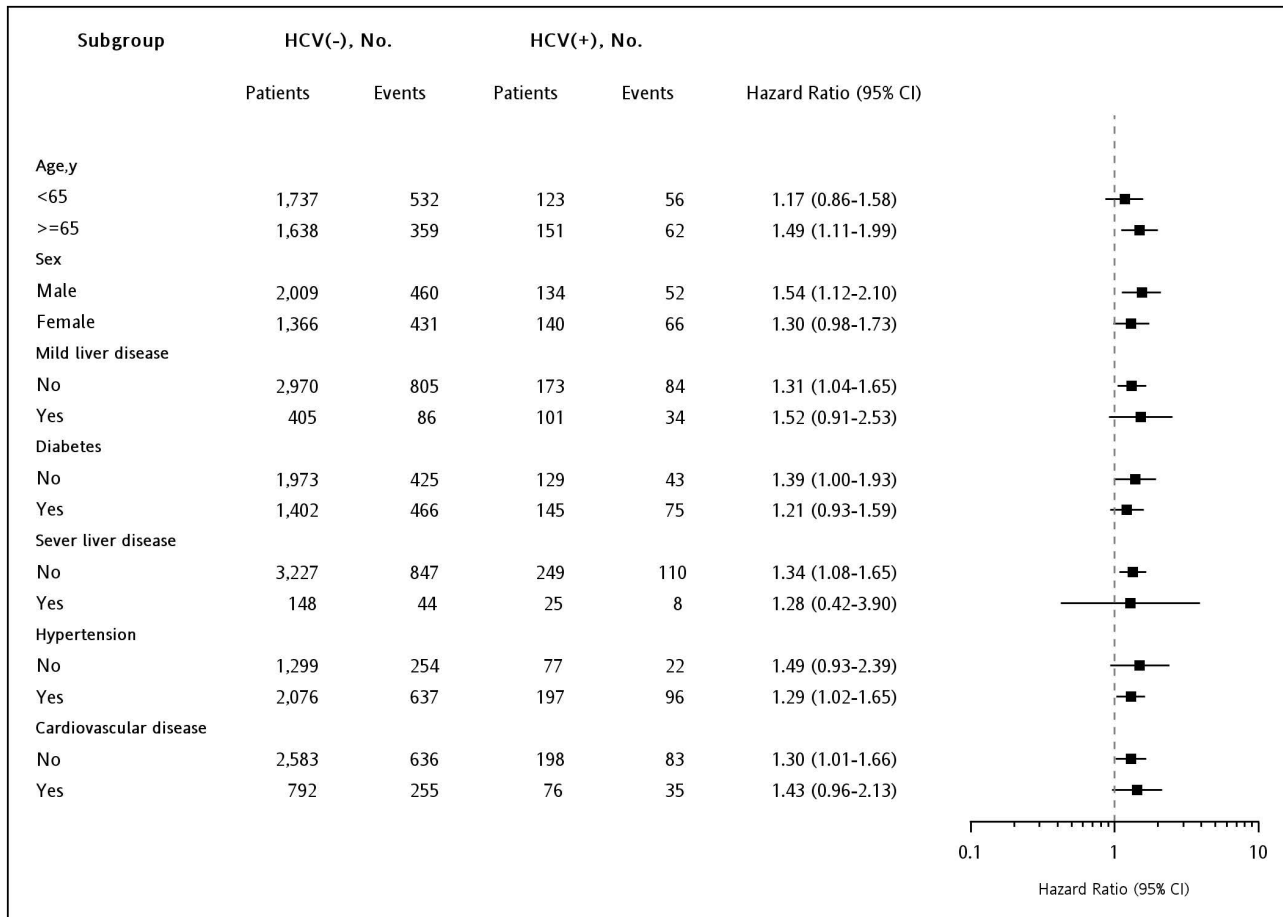 Subgroup HCV(-), No. HCV(+), No.
Patients Events Patients Events Hazard Ratio (95% CI)
Age,y
<65 1,737 532 123 56 1.17 (0.86-1.58)
>=65 1,638 359 151 62 1.49 (1.11-1.99)
Sex
Male 2,009 460 134 52 1.54 (1.12-2.10)
Female 1,366 431 140 66 1.30 (0.98-1.73)
Mild liver disease
No 2,970 805 173 84 1.31 (1.04-1.65)
Yes 405 86 101 34 1.52 (0.91-2.53)
Diabetes
No 1,973 425 129 43 1.39 (1.00-1.93)
Yes 1,402 466 145 75 1.21 (0.93-1.59)
Sever liver disease
No 3,227 847 249 110 1.34 (1.08-1.65)
Yes 148 44 25 8 1.28 (0.42-3.90)
Hypertension
No 1,299 254 77 22 1.49 (0.93-2.39)
Yes 2,076 637 197 96 1.29 (1.02-1.65)
Cardiovascular disease
No 2,583 636 198 83 1.30 (1.01-1.66)
Yes 792 255 76 35 1.43 (0.96-2.13)
0.1 1 10
Hazard Ratio (95% CI)